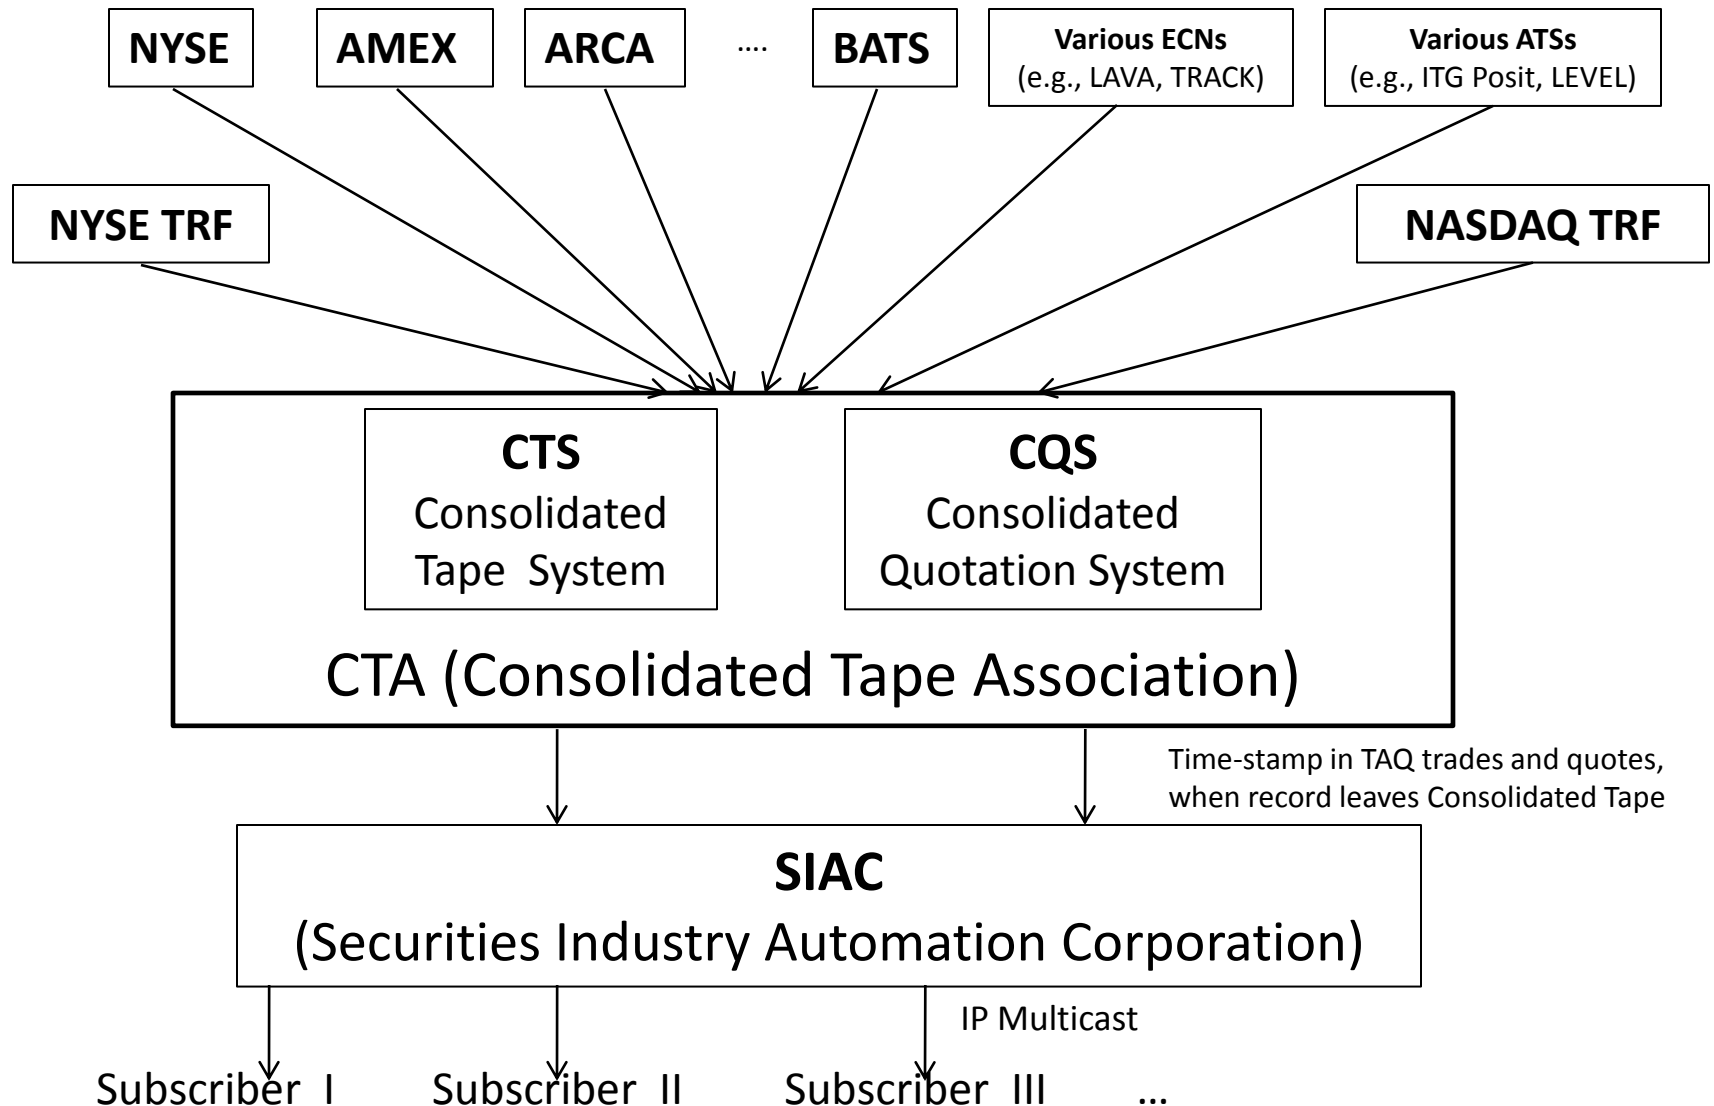 NYSE
AMEX
ARCA
....
BATS
Various ECNs
(e.g., LAVA, TRACK)
Various ATSs
(e.g., ITG Posit, LEVEL)
NYSE TRF
NASDAQ TRF
CTS
Consolidated
Tape System
CQS
Consolidated
Quotation System
CTA (Consolidated Tape Association)
Time-stamp in TAQ trades and quotes,
when record leaves Consolidated Tape
SIAC
(Securities Industry Automation Corporation)
IP Multicast
Subscriber I
Subscriber II
Subscriber III
...